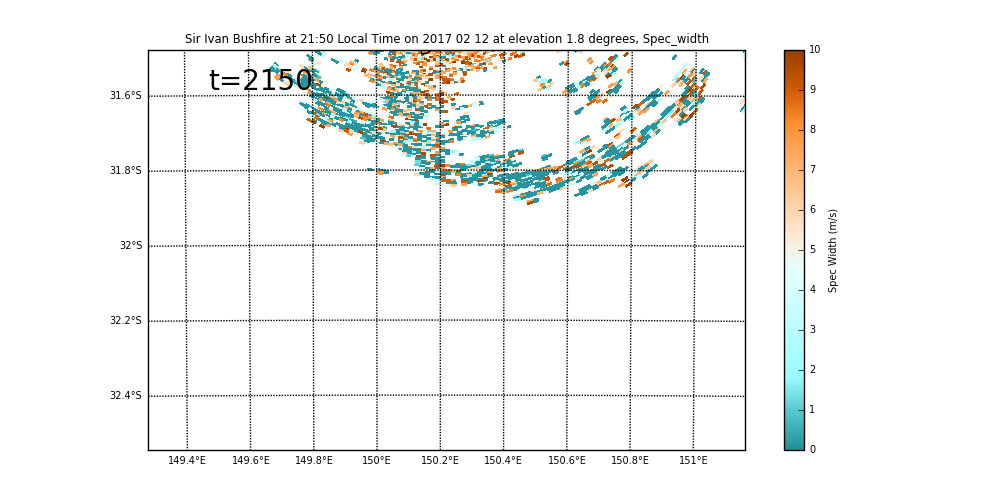 Sir Ivan Bushfire at 21:50 Local Time on 2017 02 12 at elevation 1.8 degrees, Spec_width
t=2150
31.6°S
31.8°S
32°S
32.2°S
32.4°S
149.4°E 149.6°E 149.8°E 150°E 150.2°E 150.4°E 150.6°E 150.8°E 151°E
10
9
8
7
6
5
4
3
2
1
0
Spec Width (m/s)